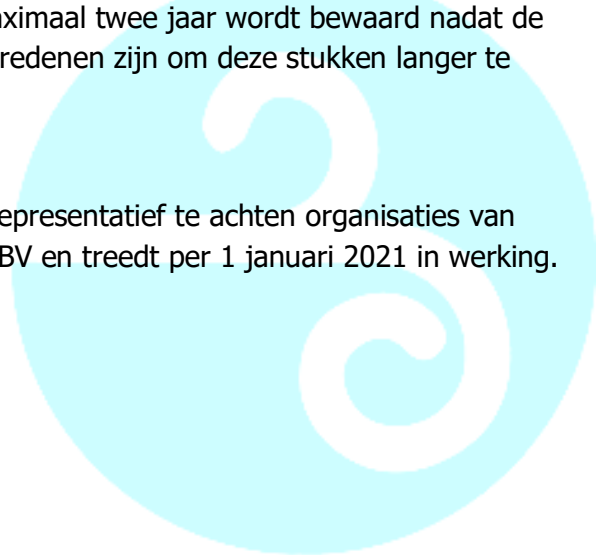 aximaal twee jaar wordt bewaard nadat de
redenen zijn om deze stukken langer te
epresentatief te achten organisaties van
BV en treedt per 1 januari 2021 in werking.